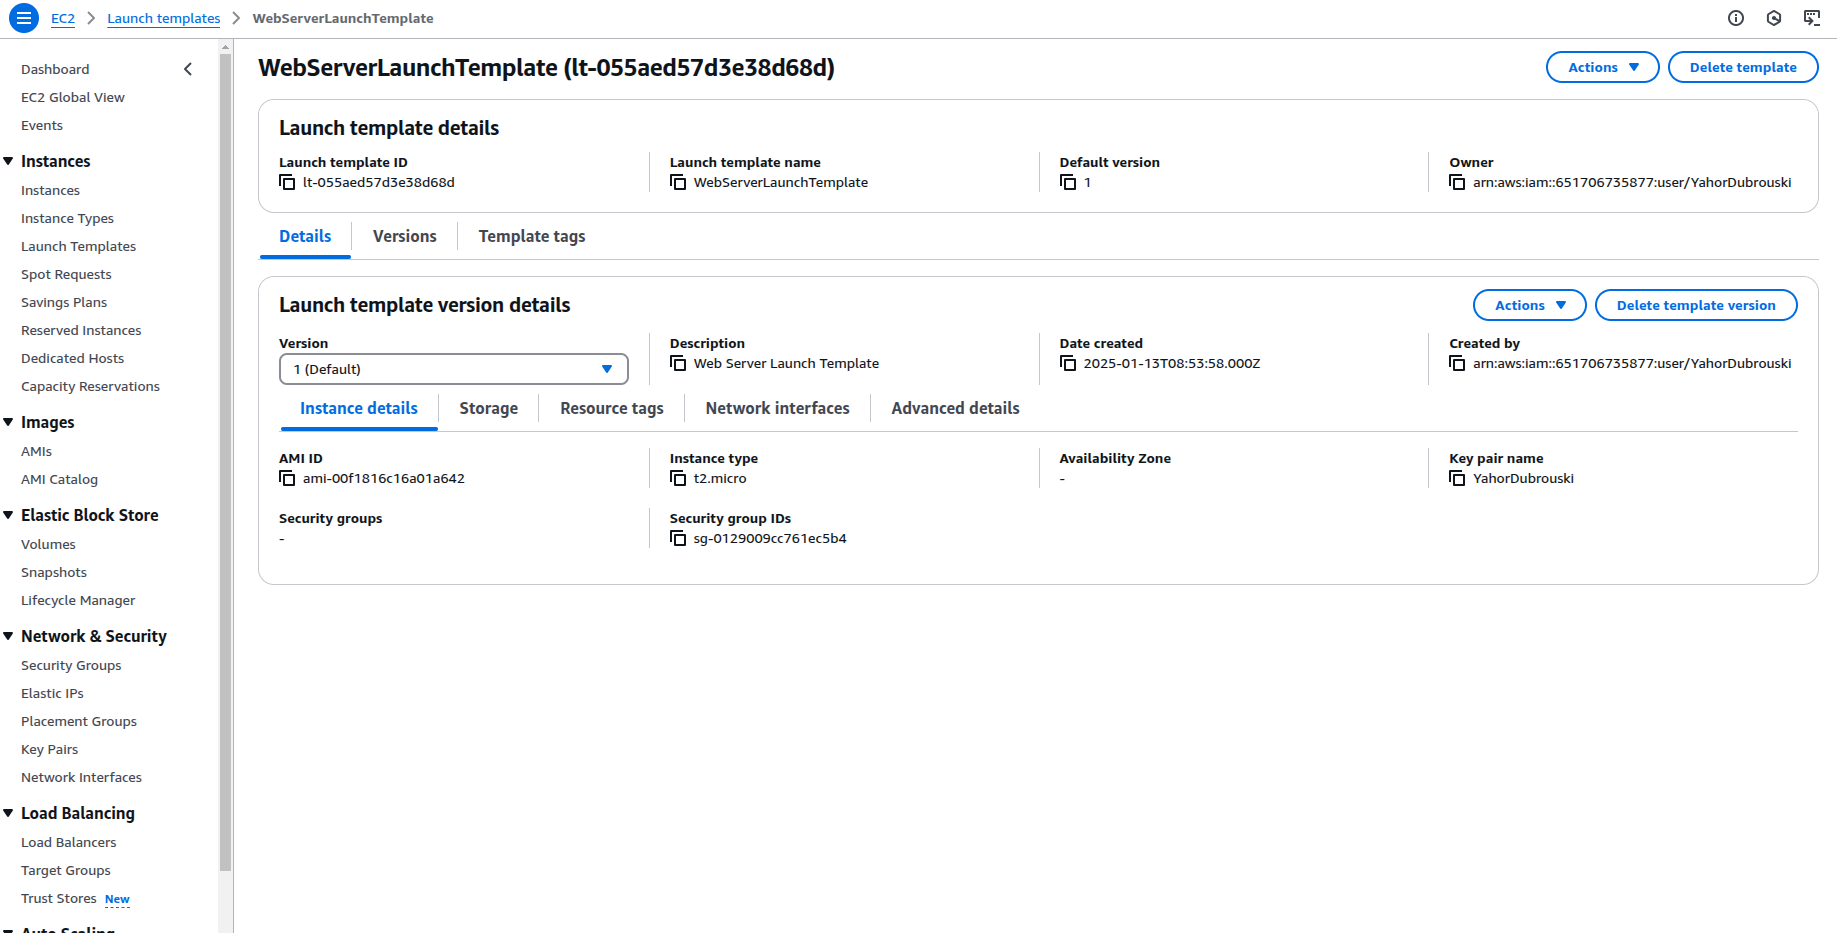 EC2 > Launch templates > WebServerLaunchTemplate
Dashboard
EC2 Global View
Events
Instances
Instances
Instance Types
Launch Templates
Spot Requests
Savings Plans
Reserved Instances
Dedicated Hosts
Capacity Reservations
Images
AMIs
AMI Catalog
Elastic Block Store
Volumes
Snapshots
Lifecycle Manager
Network & Security
Security Groups
Elastic IPs
Placement Groups
Key Pairs
Network Interfaces
Load Balancing
Load Balancers
Target Groups
Trust Stores New
Auto Scaling
WebServerLaunchTemplate (lt-055aed57d3e38d68d)
Actions
Delete template
Launch template details
Launch template ID
lt-055aed57d3e38d68d
Launch template name
WebServerLaunchTemplate
Default version
1
Owner
arn:aws:iam::651706735877:user/YahorDubrouski
Details
Versions
Template tags
Launch template version details
Actions
Delete template version
Version
1 (Default)
Description
Web Server Launch Template
Date created
2025-01-13T08:53:58.000Z
Created by
arn:aws:iam::651706735877:user/YahorDubrouski
Instance details
Storage
Resource tags
Network interfaces
Advanced details
AMI ID
ami-00f1816c16a01a642
Instance type
t2.micro
Availability Zone
-
Key pair name
YahorDubrouski
Security groups
-
Security group IDs
sg-0129009cc761ec5b4